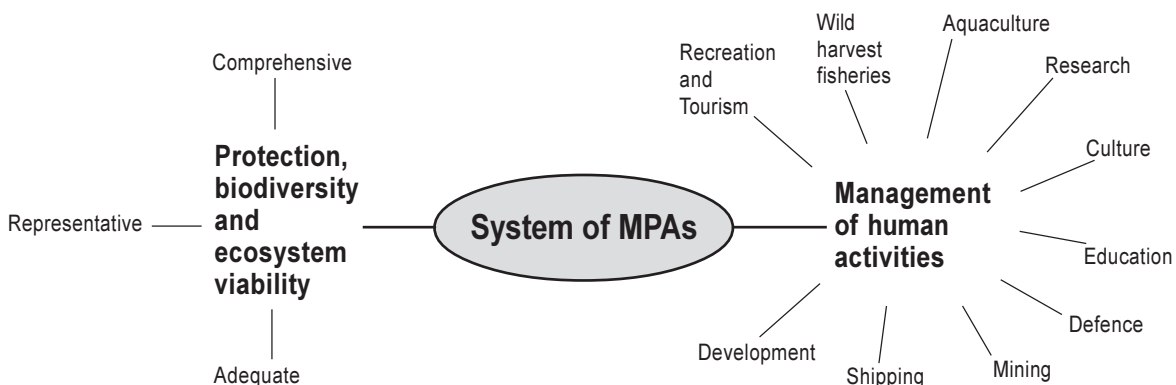 Comprehensive
Protection,
biodiversity
and
ecosystem
viability
Representative
Adequate
System of MPAs
Recreation
and
Tourism
Wild
harvest
fisheries
Aquaculture
Research
Culture
Management
of human
activities
Education
Defence
Mining
Shipping
Development